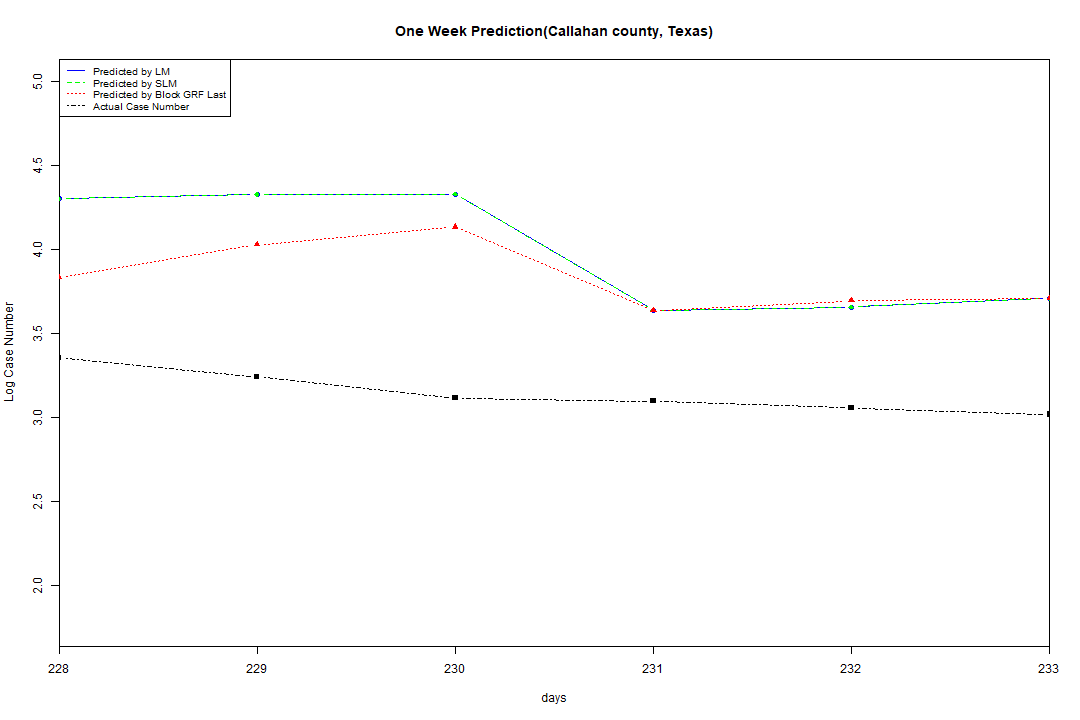 One Week Prediction(Callahan county, Texas)
Predicted by LM
Predicted by SLM
Predicted by Block GRF Last
Actual Case Number
5.0
4.5
4.0
3.5
3.0
2.5
2.0
Log Case Number
228 229 230 231 232 233
days